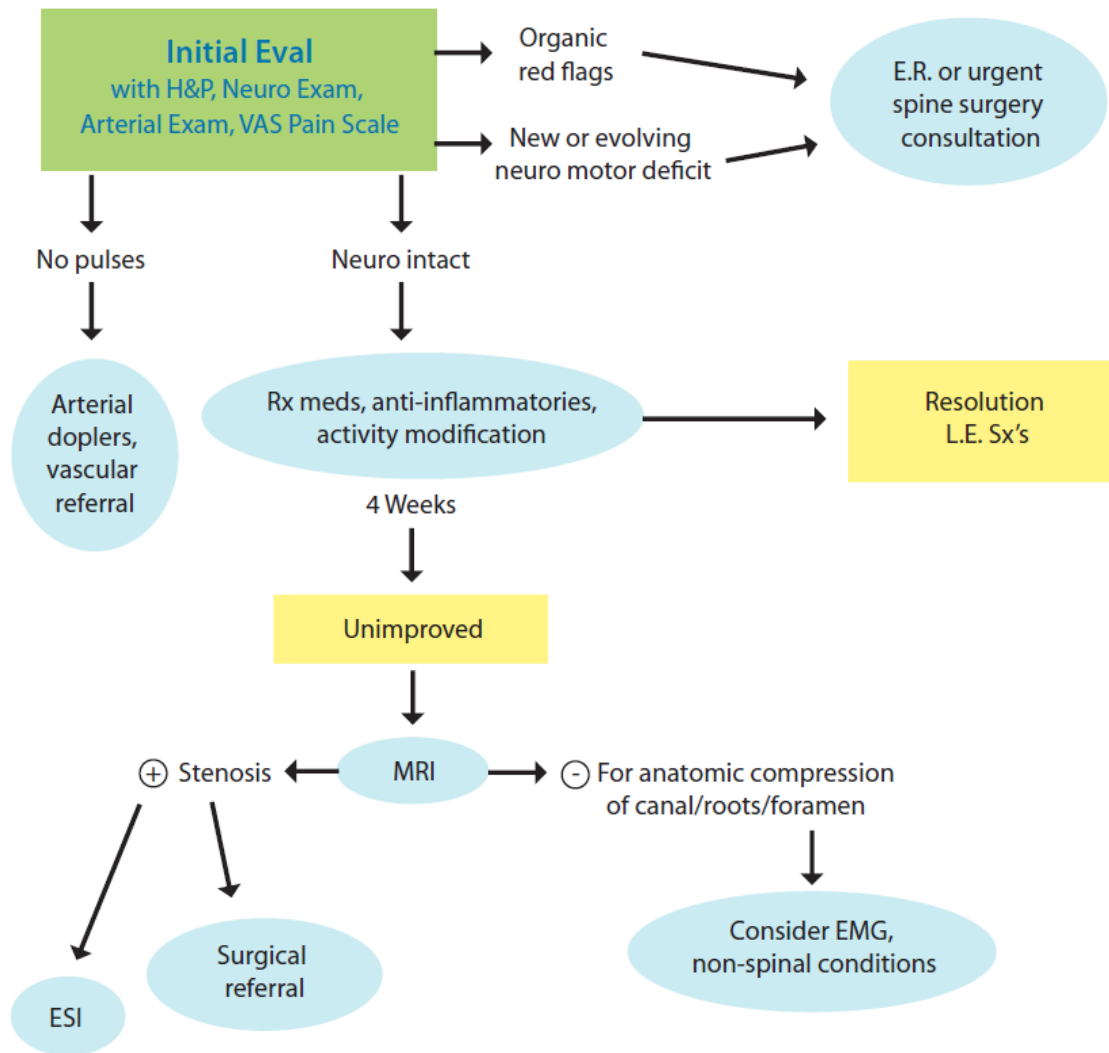 Initial Eval
with H&P, Neuro Exam,
Arterial Exam, VAS Pain Scale
Organic
red flags
New or evolving
neuro motor deficit
E.R. or urgent
spine surgery
consultation
No pulses
Neuro intact
Arterial
doplers,
vascular
referral
Rx meds, anti-inflammatories,
activity modification
Resolution
L.E. Sx’s
4 Weeks
Unimproved
MRI
+ Stenosis
- For anatomic compression
of canal/roots/foramen
ESI
Surgical
referral
Consider EMG,
non-spinal conditions